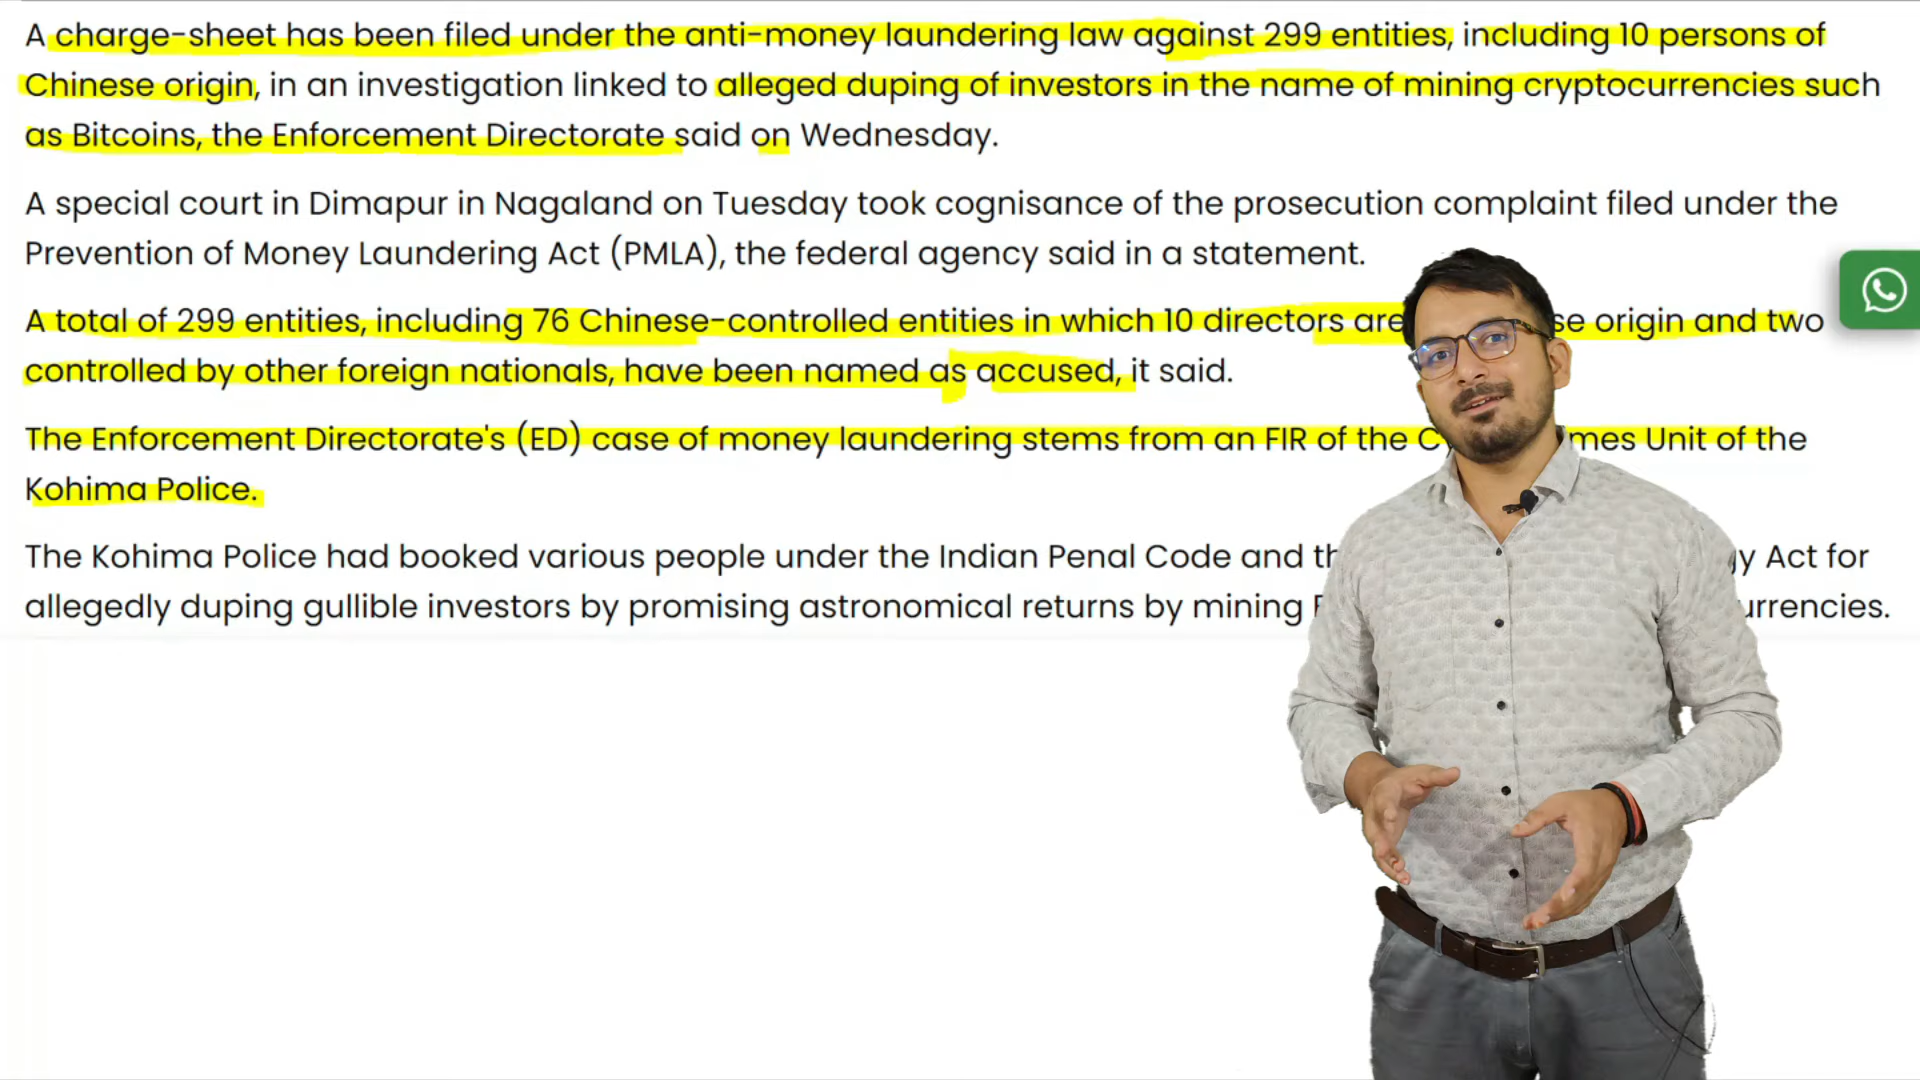 A charge-sheet has been filed under the anti-money laundering law against 299 entities, including 10 persons of
Chinese origin, in an investigation linked to alleged duping of investors in the name of mining cryptocurrencies such
as Bitcoins, the Enforcement Directorate said on Wednesday.
A special court in Dimapur in Nagaland on Tuesday took cognisance of the prosecution complaint filed under the
Prevention of Money Laundering Act (PMLA), the federal agency said in a statement.
A total of 299 entities, including 76 Chinese-controlled entities in which 10 directors are origin and two
controlled by other foreign nationals, have been named as accused, it said.
The Enforcement Directorate's (ED) case of money laundering stems from an FIR of the Unit of the
Kohima Police.
The Kohima Police had booked various people under the Indian Penal Code and Act for
allegedly duping gullible investors by promising astronomical returns by mining